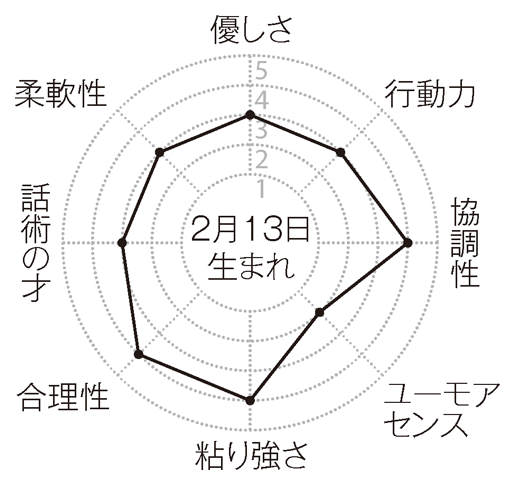 優しさ
行動力
協調性
ユーモア
センス
粘り強さ
合理性
話術の才
柔軟性
5
4
3
2
1
2月13日
生まれ